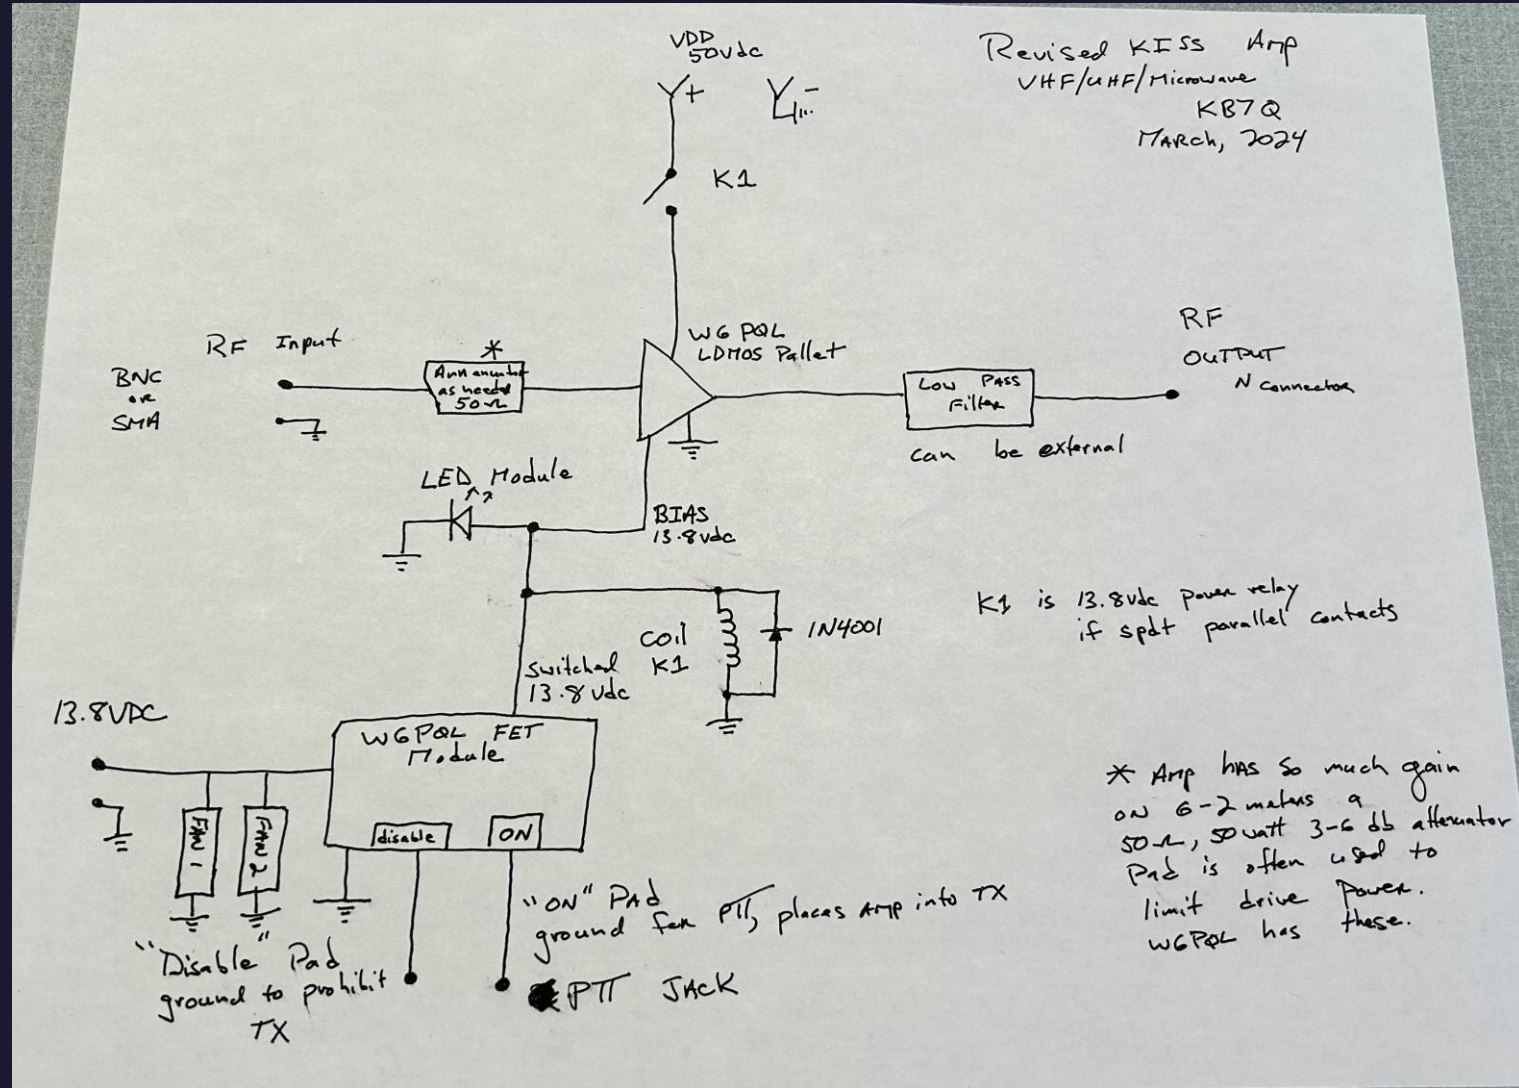 VDD
50Vdc
+
-
K1
Revised KISS Amp
VHF/UHF/Microwave
KB7Q
MARch, 2024
RF Input
BNC
or
SMA
*
as needed
50Ω
W6PQL
LDMOS Pallet
Low PASS
Filter
can be external
RF
OUTPUT
N Connector
LED Module
BIAS
13.8vdc
Coil
K1
1N4001
K1 is 13.8vdc power relay
if spdt parallel contacts
Switched
13.8 vdc
13.8VDC
W6PQL FET
Module
disable
ON
FAN 1
FAN 2
"Disable" Pad
ground to prohibit
TX
"ON" PAD
ground for PTT, places Amp into TX
PTT JACK
* Amp HAS So much gain
on 6-2 meters a
50Ω, 50watt 3-6 db attenuator
Pad is often used to
limit drive Power.
W6PQL has these.